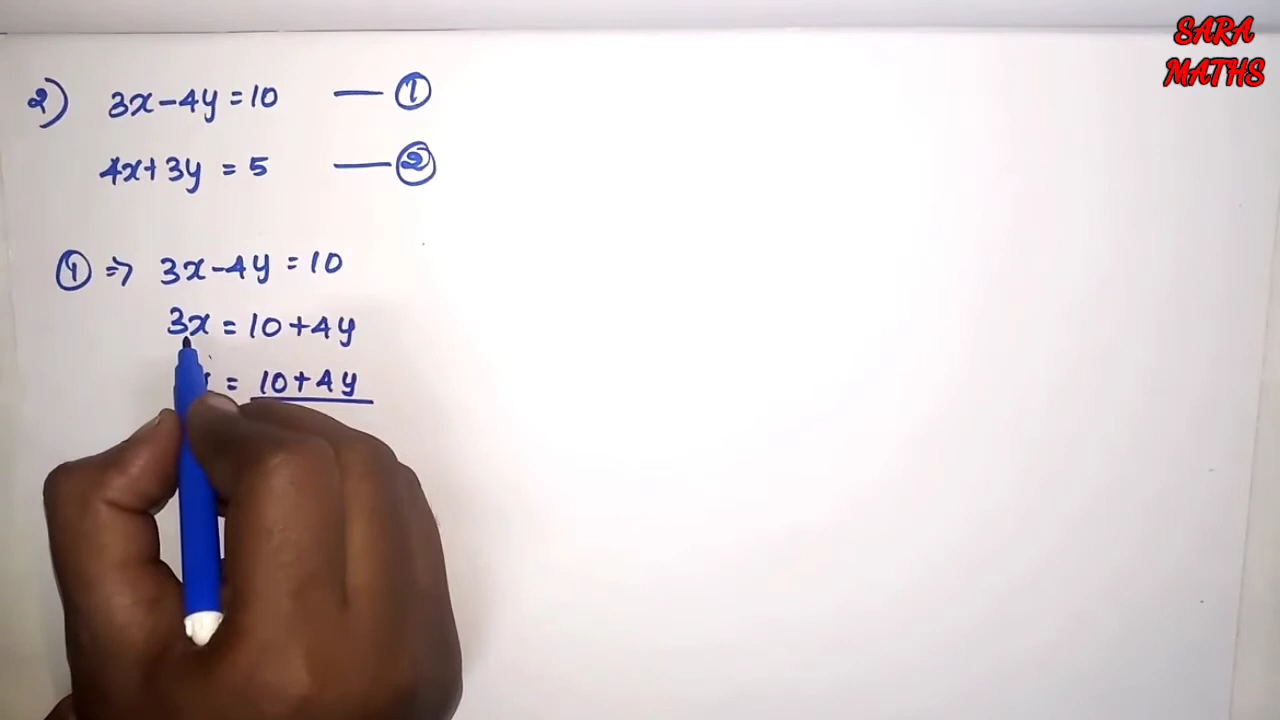 SARA
MATHS
2) 3x-4y=10 — ①
4x+3y = 5 — ②
① ⇒ 3x-4y = 10
3x = 10+4y
= 10+4y